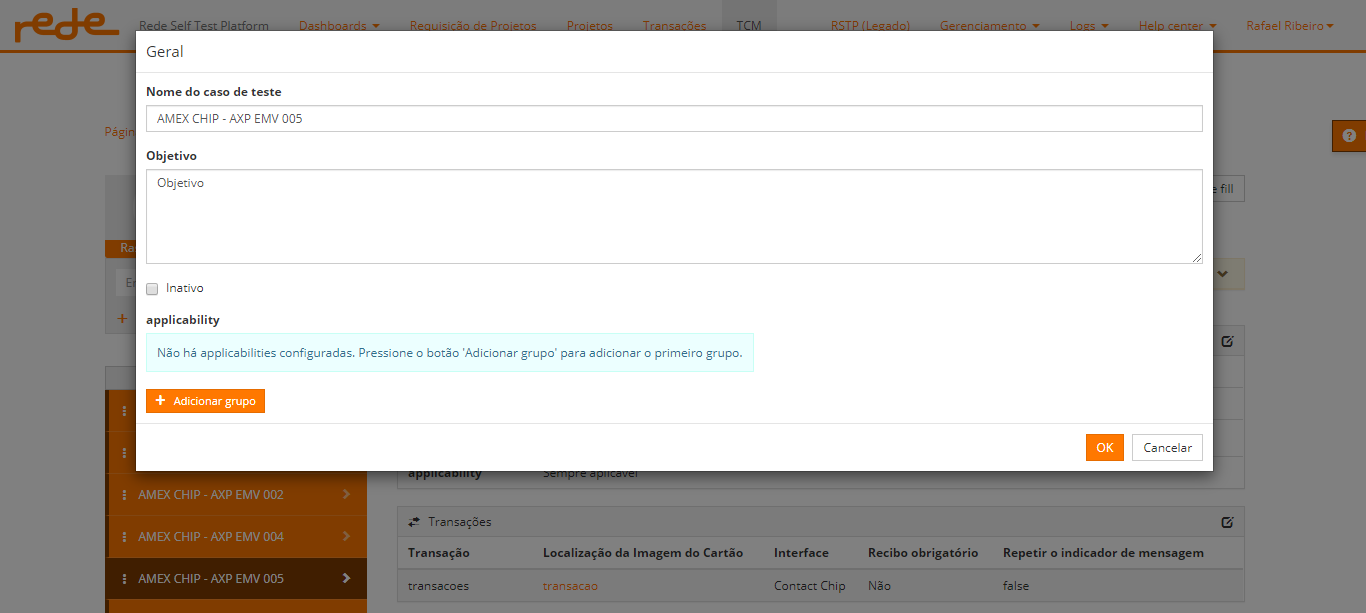 rede
Rede Self Test Platform
Dashboards
Requisição de Projetos
Projetos
Transações
TCM
RSTP (Legado)
Gerenciamento
Logs
Help center
Rafael Ribeiro
Geral
Nome do caso de teste
AMEX CHIP - AXP EMV 005
Objetivo
Objetivo
Inativo
applicability
Não há applicabilities configuradas. Pressione o botão 'Adicionar grupo' para adicionar o primeiro grupo.
+ Adicionar grupo
OK
Cancelar
Págin
e fill
Ra
+
applicability
Sempre aplicável
AMEX CHIP - AXP EMV 002
AMEX CHIP - AXP EMV 004
AMEX CHIP - AXP EMV 005
Transações
Transação Localização da Imagem do Cartão Interface Recibo obrigatório Repetir o indicador de mensagem
transacoes transacao Contact Chip Não false